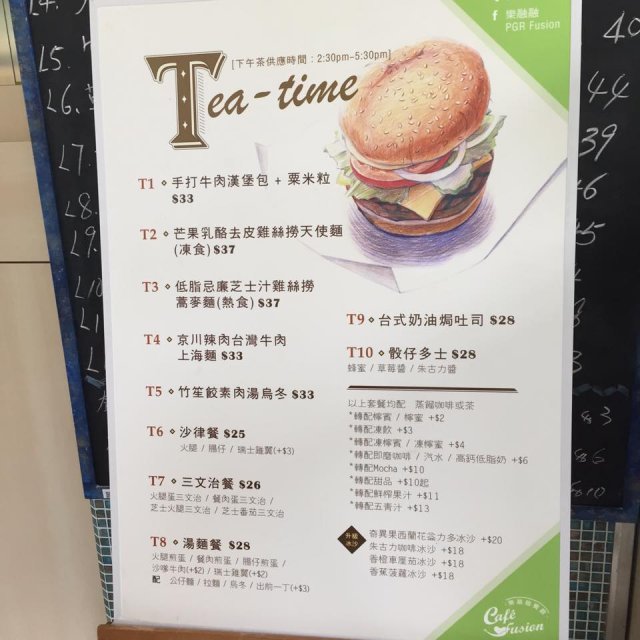 樂融融
PGR Fusion
[下午茶供應時間：2:30pm-5:30pm]
Tea-time
T1 手打牛肉漢堡包 + 粟米粒
$33
T2 芒果乳酪去皮雞絲撈天使麵
(凍食) $37
T3 低脂忌廉芝士汁雞絲撈
蕎麥麵(熱食) $37
T4 京川辣肉台灣牛肉
上海麵 $33
T5 竹笙餃素肉湯烏冬 $33
T6 沙律餐 $25
火腿 / 腸仔 / 瑞士雞翼(+$3)
T7 三文治餐 $26
火腿蛋三文治 / 餐肉蛋三文治 /
芝士火腿三文治 / 芝士番茄三文治
T8 湯麵餐 $28
火腿煎蛋 / 餐肉煎蛋 / 腸仔煎蛋 /
沙嗲牛肉(+$2) / 瑞士雞翼(+$2)
配 公仔麵 / 拉麵 / 烏冬 / 出前一丁(+$3)
T9 台式奶油焗吐司 $28
T10 骰仔多士 $28
蜂蜜 / 草莓醬 / 朱古力醬
以上套餐均配 蒸餾咖啡或茶
*轉配檸賓 / 檸蜜 +$2
*轉配凍飲 +$3
*轉配凍檸賓 / 凍檸蜜 +$4
*轉配即磨咖啡 / 汽水 / 高鈣低脂奶 +$6
*轉配Mocha +$10
*轉配甜品 +$10起
*轉配鮮榨果汁 +$11
*轉配五青汁 +$13
升級
冰沙
奇異果西蘭花益力多冰沙 +$20
朱古力咖啡冰沙 +$18
香橙車厘茄冰沙 +$18
香蕉菠蘿冰沙 +$18
Café
Fusion
15.
16.
17.
18.
19.
44
39